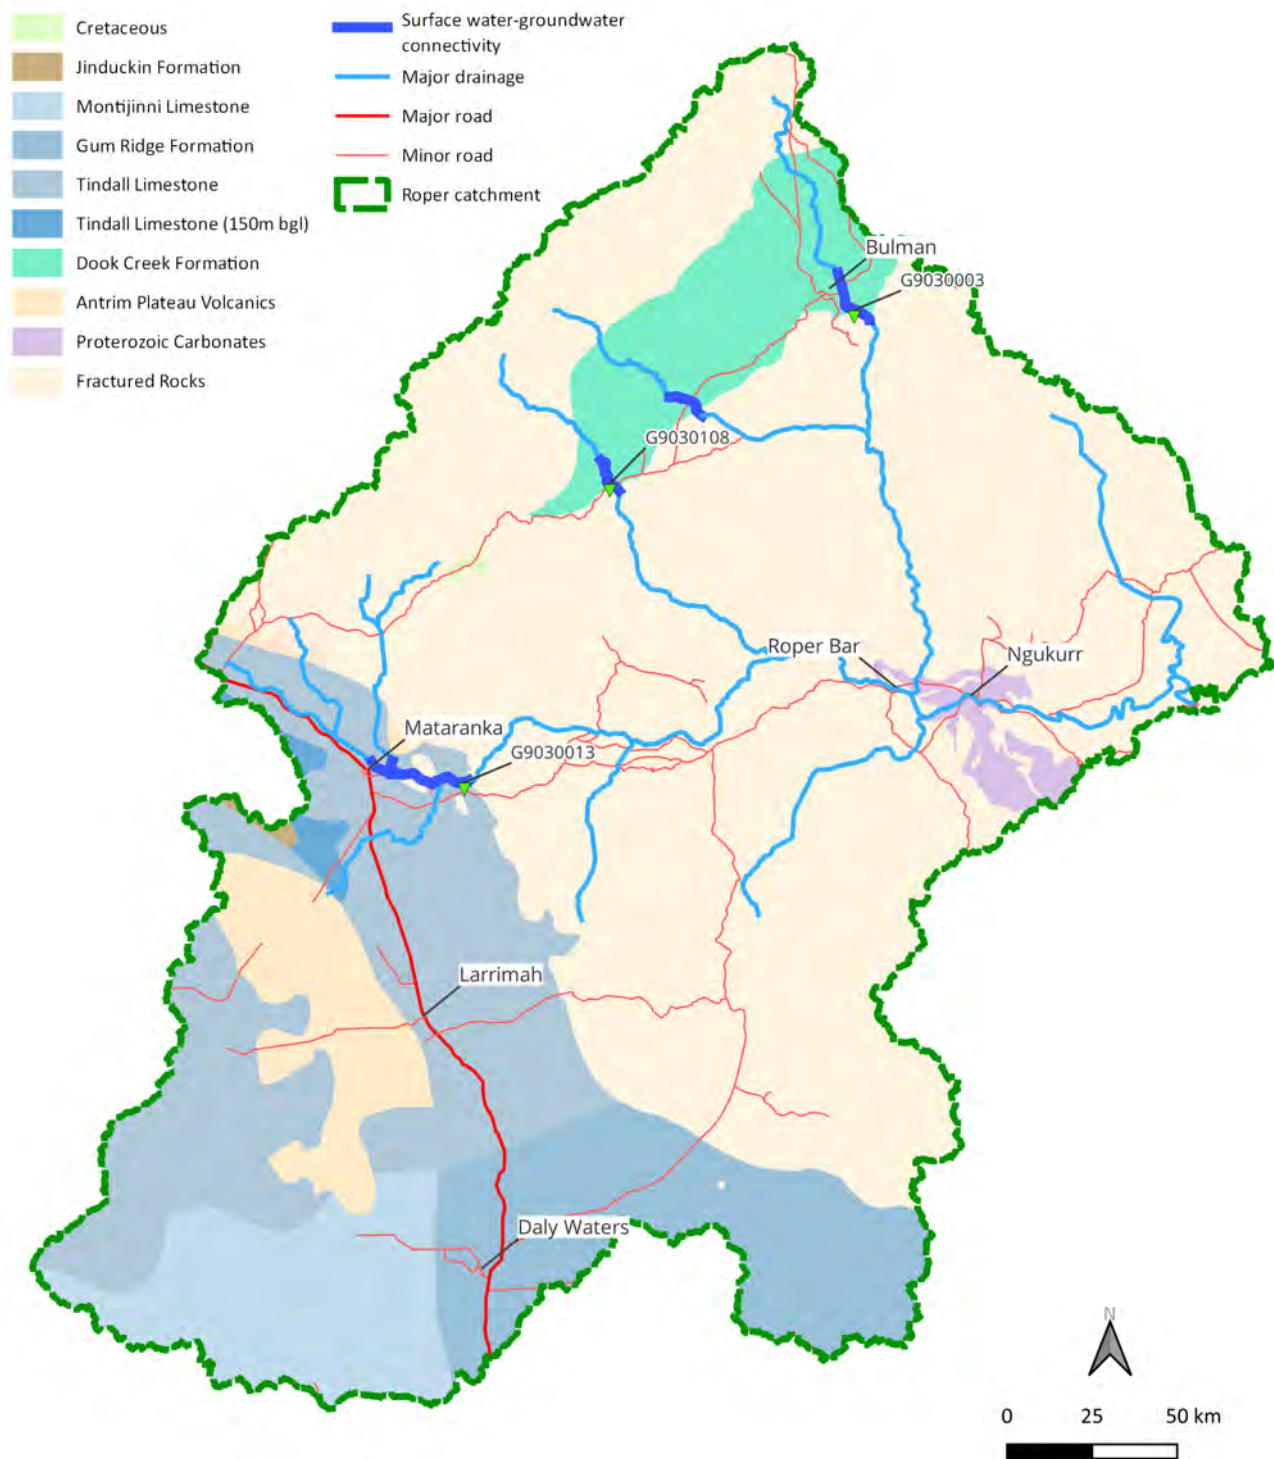 Cretaceous
Jinduckin Formation
Montijinni Limestone
Gum Ridge Formation
Tindall Limestone
Tindall Limestone (150m bgl)
Dook Creek Formation
Antrim Plateau Volcanics
Proterozoic Carbonates
Fractured Rocks
Surface water-groundwater
connectivity
Major drainage
Major road
Minor road
Roper catchment
Bulman
G9030003
G9030108
Roper Bar
Ngukurr
Mataranka
G9030013
Larrimah
Daly Waters
N
0 25 50 km